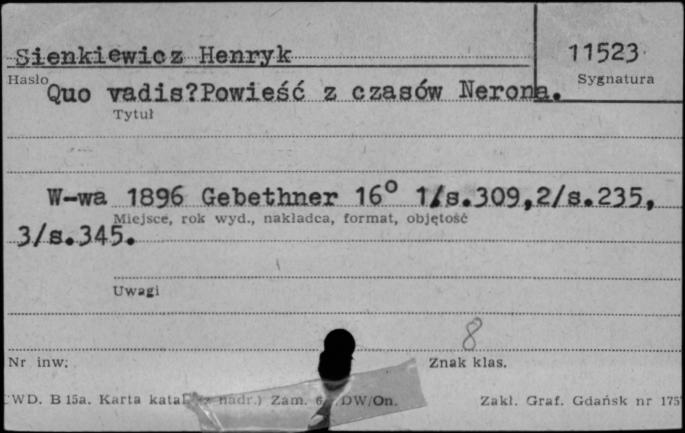 Sienkiewicz Henryk 11523
Hasło Sygnatura
Quo vadis?Powieść z czasów Nerona.
Tytuł
W-wa 1896 Gebethner 16° 1/s.309,2/s.235,
Miejsce, rok wyd., nakładca, format, objętość
3/s.345.
Uwagi
8
Nr inw. Znak klas.
WD. B 15a. Karta katal z nadr.) Zam. 6 DW/On. Zakł. Graf. Gdańsk nr 175